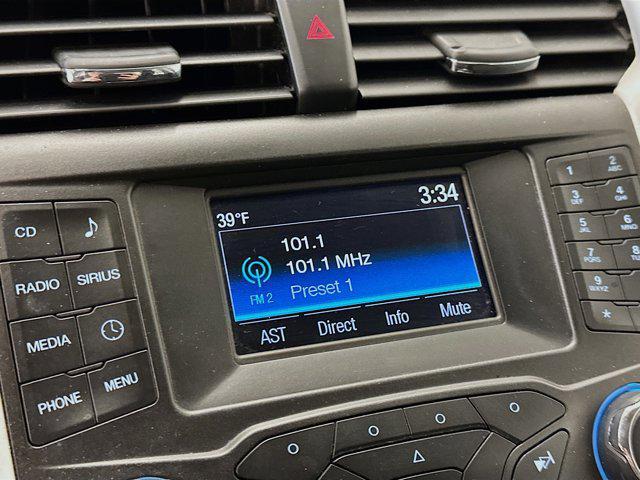 39°F
3:34
101.1
101.1 MHz
FM 2
Preset 1
AST Direct Info Mute
CD
RADIO SIRIUS
MEDIA
PHONE MENU
1 2 ABC
3 DEF 4 GHI
5 JKL 6 MNO
7 PQRS 8 TUV
9 WXYZ
*